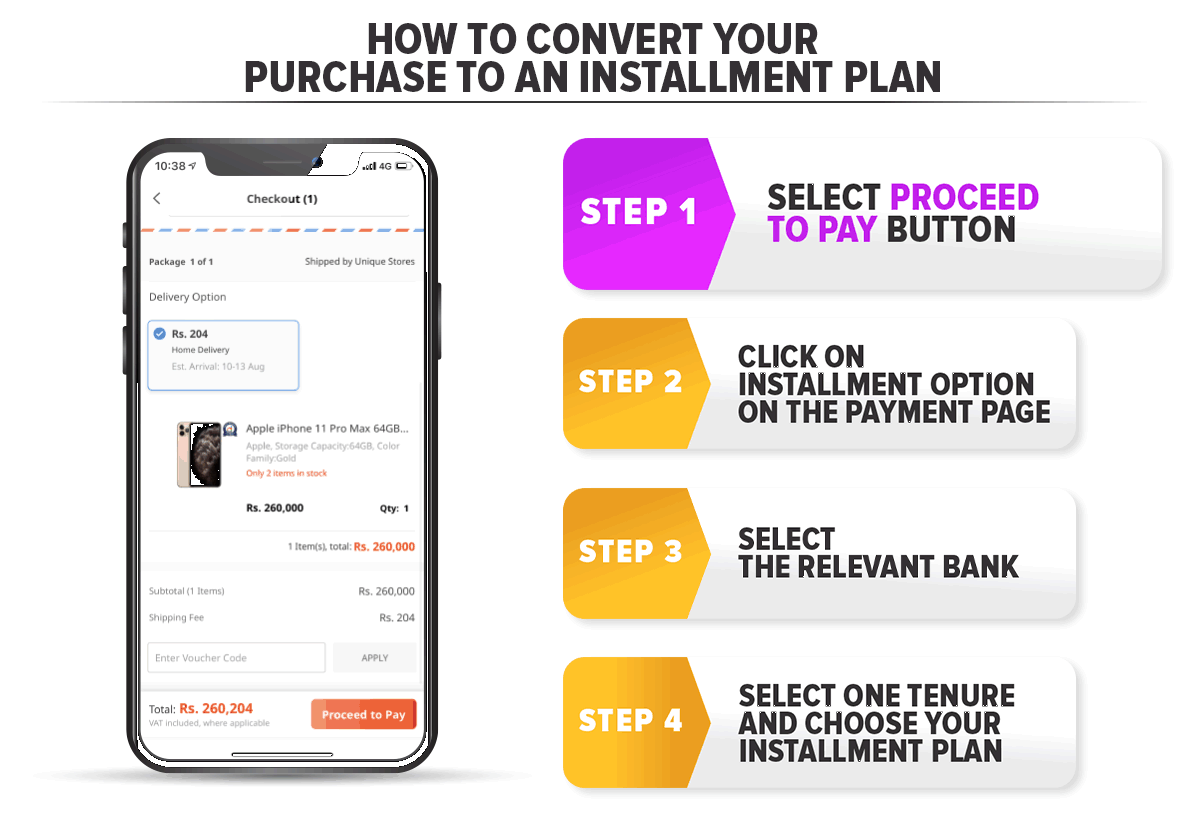 HOW TO CONVERT YOUR
PURCHASE TO AN INSTALLMENT PLAN
10:38
4G
Checkout (1)
Package 1 of 1
Shipped by Unique Stores
Delivery Option
Rs. 204
Home Delivery
Est. Arrival: 10-13 Aug
Apple iPhone 11 Pro Max 64GB...
Apple, Storage Capacity:64GB, Color
Family:Gold
Only 2 items in stock
Rs. 260,000
Qty: 1
1 Item(s), total: Rs. 260,000
Subtotal (1 Items)
Rs. 260,000
Shipping Fee
Rs. 204
Enter Voucher Code
APPLY
Total: Rs. 260,204
VAT included, where applicable
Proceed to Pay
STEP 1
SELECT PROCEED
TO PAY BUTTON
STEP 2
CLICK ON
INSTALLMENT OPTION
ON THE PAYMENT PAGE
STEP 3
SELECT
THE RELEVANT BANK
STEP 4
SELECT ONE TENURE
AND CHOOSE YOUR
INSTALLMENT PLAN